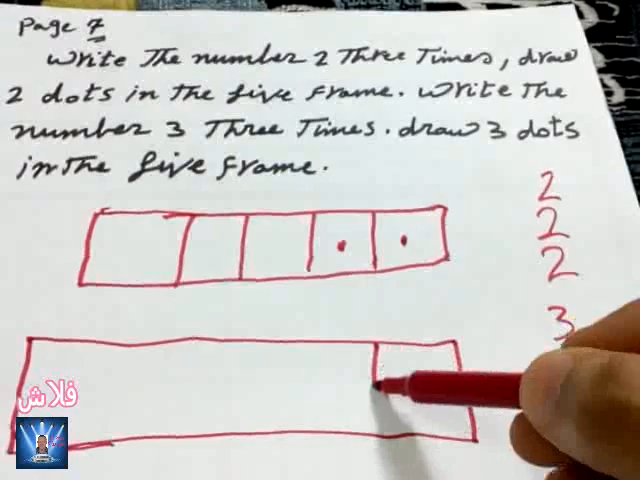 Page 7
Write The number 2 Three Times, draw
2 dots in the five frame. Write the
number 3 Three Times. draw 3 dots
in the five frame.
2
2
2
3
فلاش